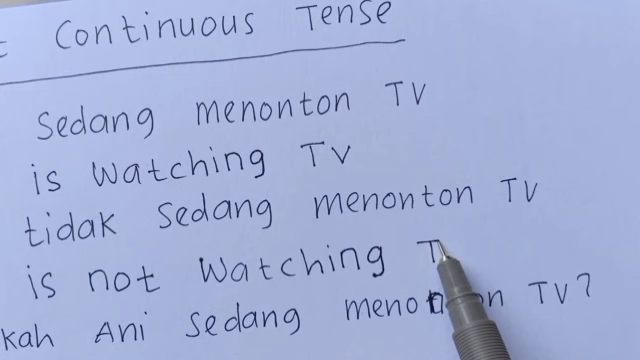 Continuous Tense
Sedang menonton TV
is watching TV
tidak sedang menonton TV
is not watching T
kah Ani sedang menonton TV?